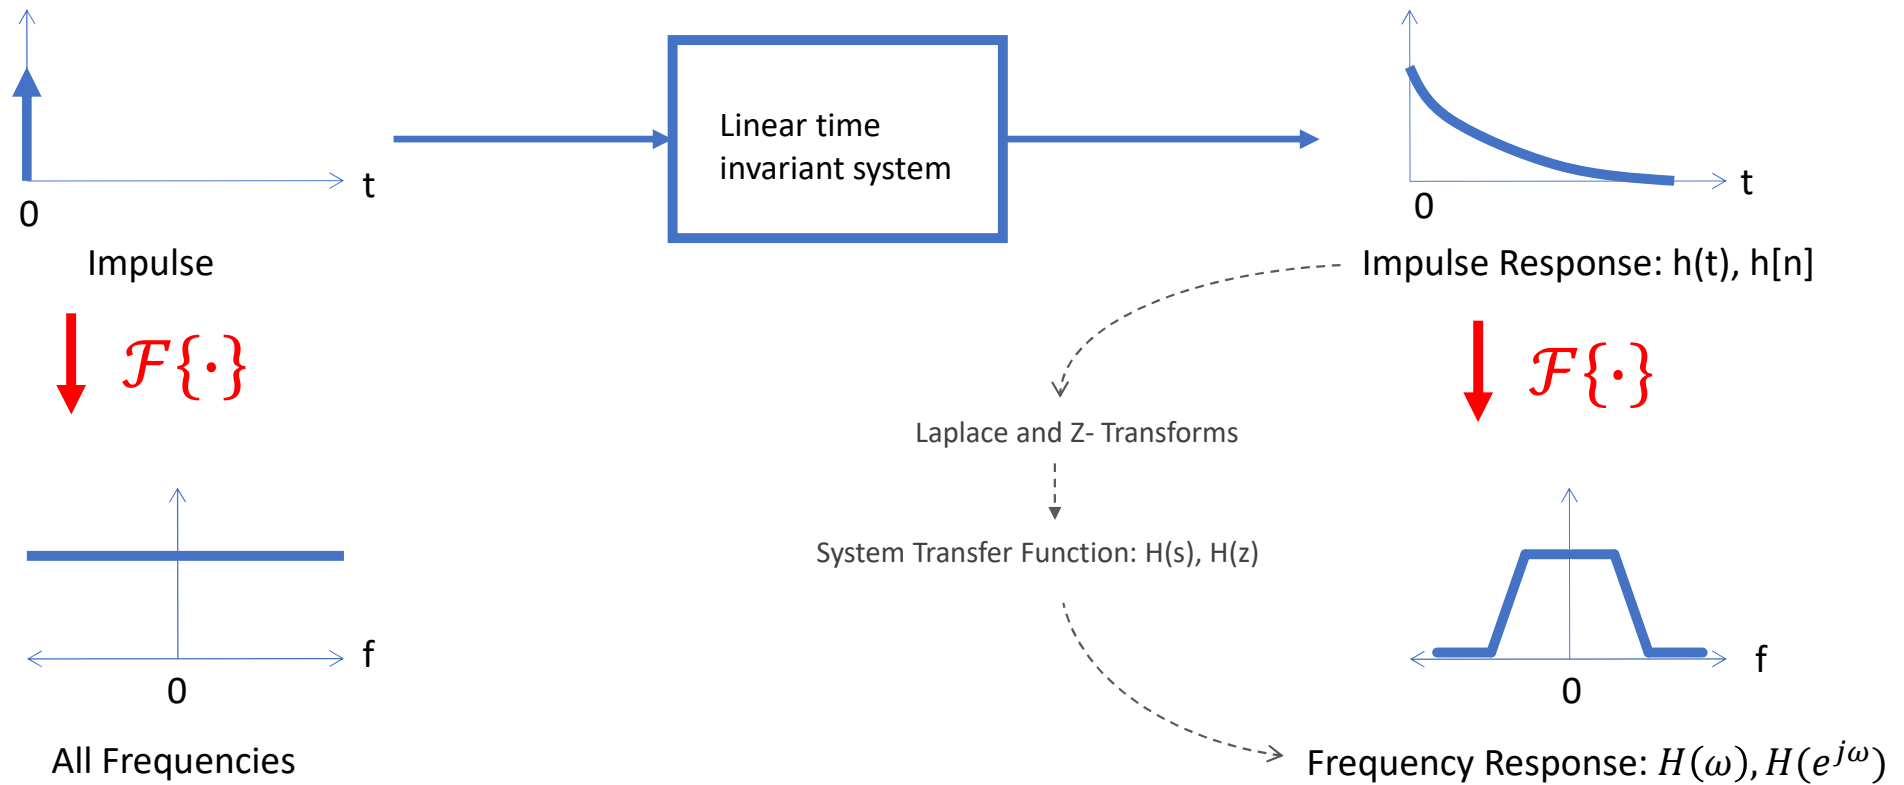 t
0
Impulse
Linear time
invariant system
t
0
Impulse Response: h(t), h[n]
ℱ{·}
ℱ{·}
Laplace and Z- Transforms
System Transfer Function: H(s), H(z)
f
0
All Frequencies
f
0
Frequency Response: 𝐻(𝜔), 𝐻(𝑒^{𝑗𝜔})